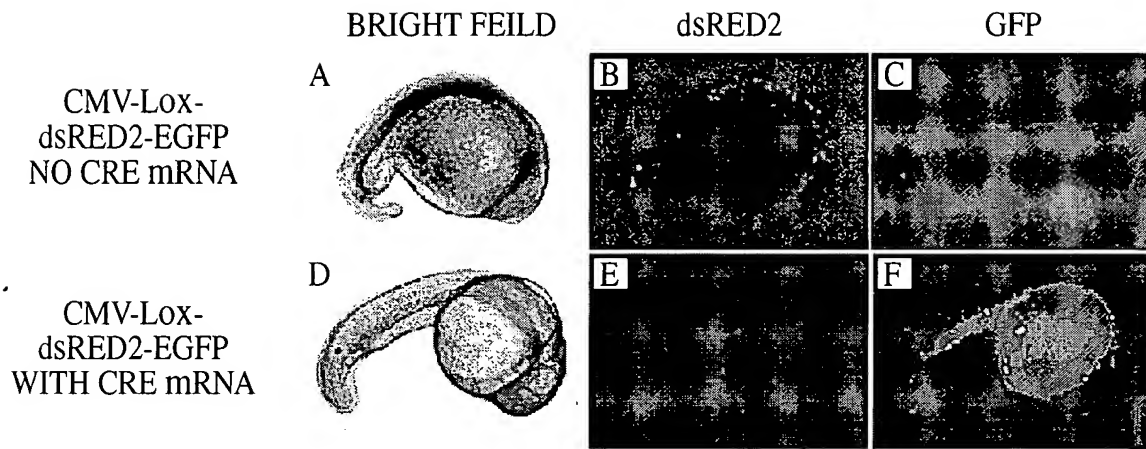 BRIGHT FEILD dsRED2 GFP
CMV-Lox-
dsRED2-EGFP
NO CRE mRNA
A B C
CMV-Lox-
dsRED2-EGFP
WITH CRE mRNA
D E F